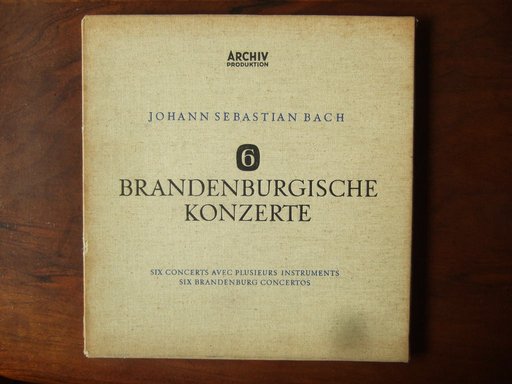 ARCHIV
PRODUKTION
JOHANN SEBASTIAN BACH
6
BRANDENBURGISCHE
KONZERTE
SIX CONCERTS AVEC PLUSIEURS INSTRUMENTS
SIX BRANDENBURG CONCERTOS